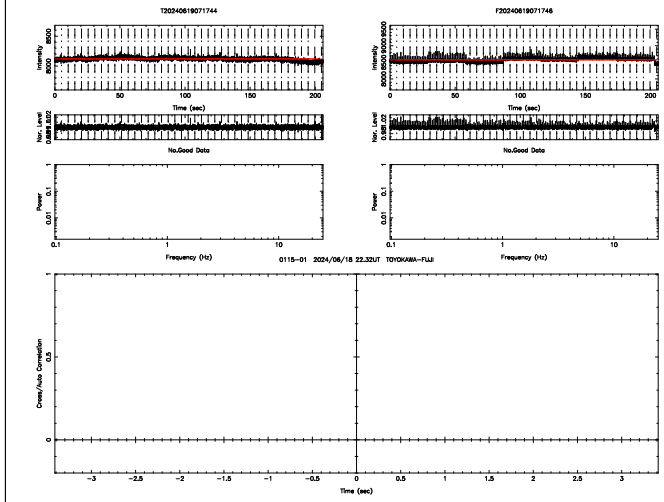 T20240619071744
F20240619071746
Intensity
8000 8500
0 50 100 150 200
Time (sec)
Intensity
8000 8500 9000 9500
0 50 100 150 200
Time (sec)
Nor. Level
No.Good Data
Nor. Level
No.Good Data
Power
0.01 0.1 1
0.1 1 10
Frequency (Hz)
Power
0.01 0.1 1
0.1 1 10
Frequency (Hz)
0115-01 2024/06/18 22.32UT TOYOKAWA-FUJI
Cross/Auto Correlation
0 0.5 1
-3 -2.5 -2 -1.5 -1 -0.5 0 0.5 1 1.5 2 2.5 3
Time (sec)